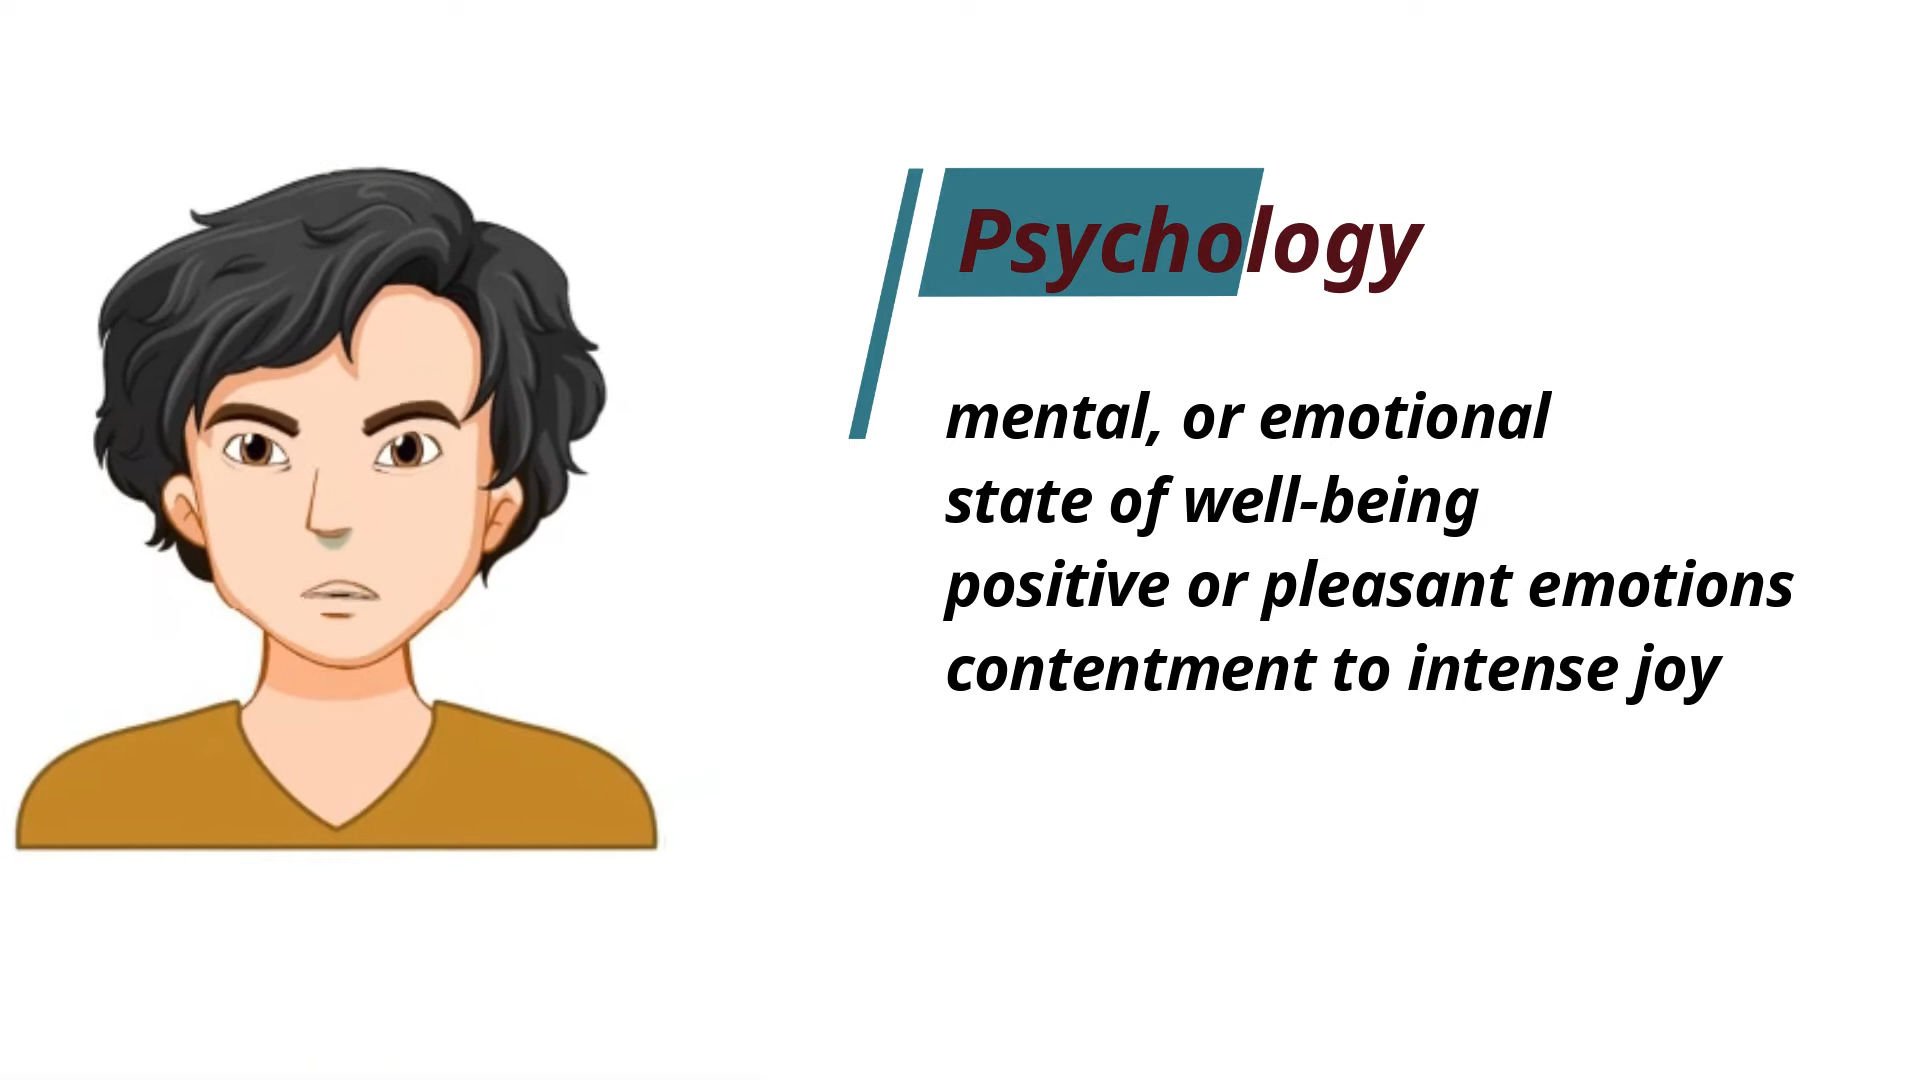 Psychology
mental, or emotional
state of well-being
positive or pleasant emotions
contentment to intense joy